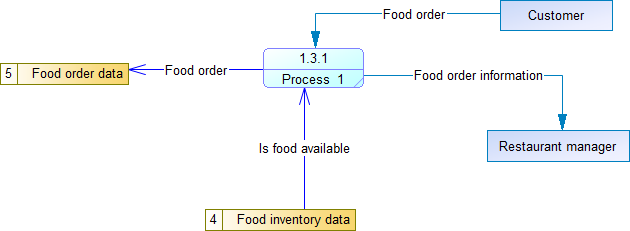 Food order
Customer
1.3.1
Process 1
5 Food order data
Food order
Food order information
Is food available
Restaurant manager
4 Food inventory data